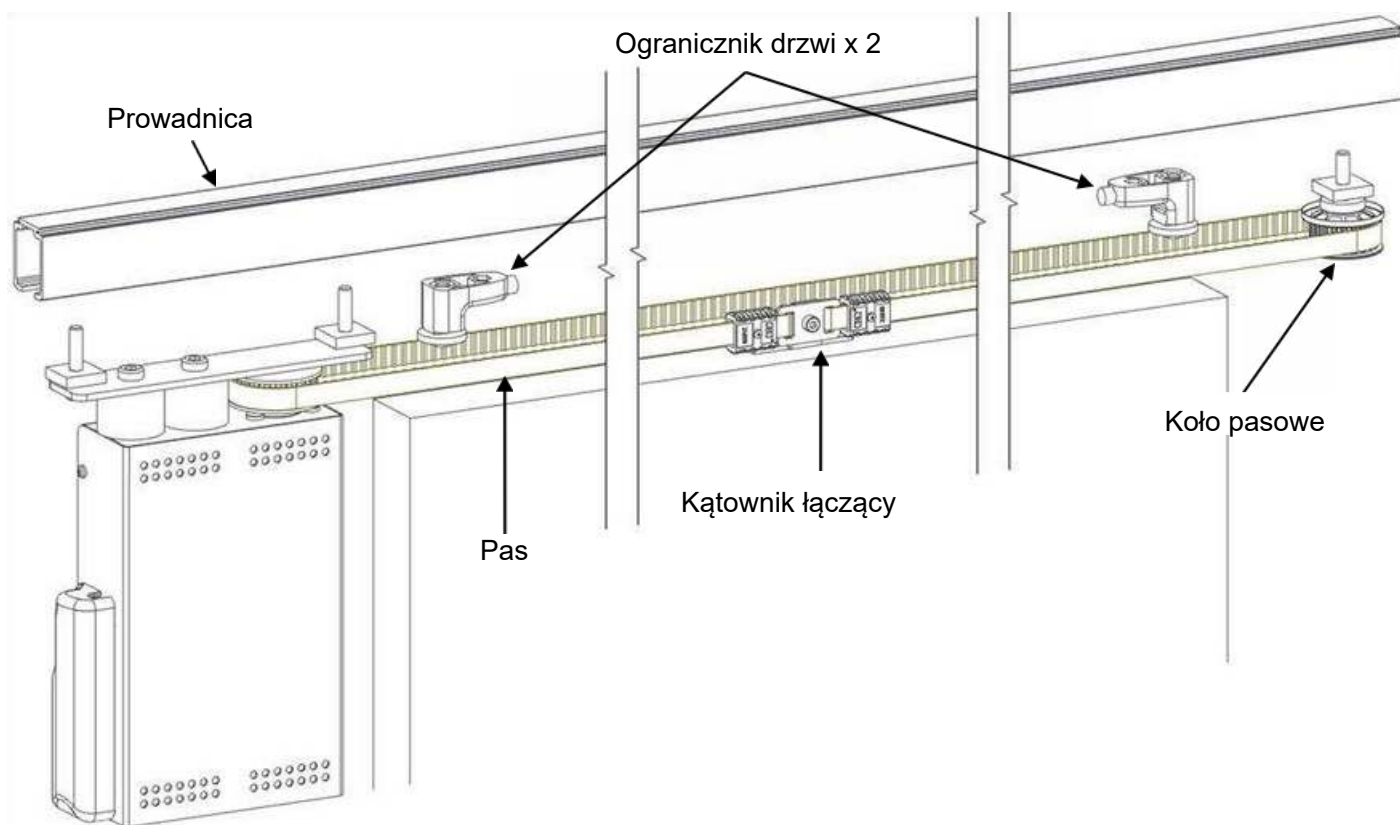 Ogranicznik drzwi x 2
Prowadnica
Koło pasowe
Kątownik łączący
Pas